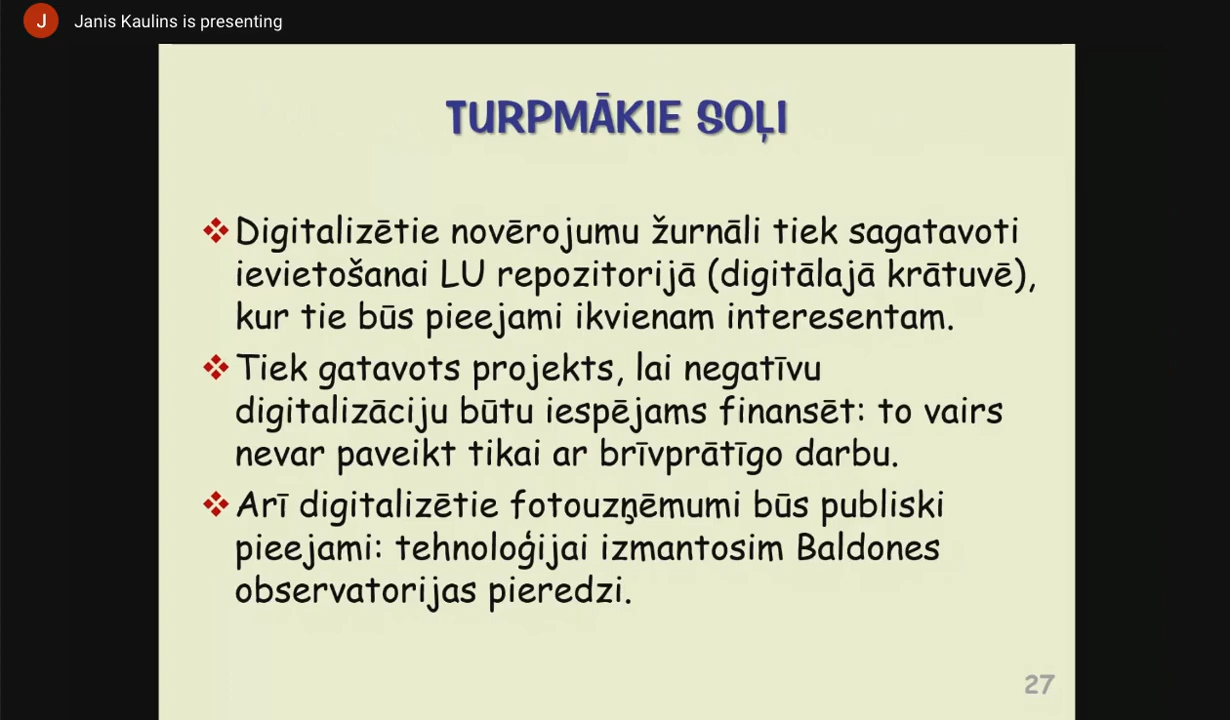 J
Janis Kaulins is presenting
TURPMĀKIE SOĻI
Digitalizētie novērojumu žurnāli tiek sagatavoti
ievietošanai LU repozitorijā (digitālajā krātuvē),
kur tie būs pieejami ikvienam interesentam.
Tiek gatavots projekts, lai negatīvu
digitalizāciju būtu iespējams finansēt: to vairs
nevar paveikt tikai ar brīvprātīgo darbu.
Arī digitalizētie fotouzņēmumi būs publiski
pieejami: tehnoloģijai izmantosim Baldones
observatorijas pieredzi.
27